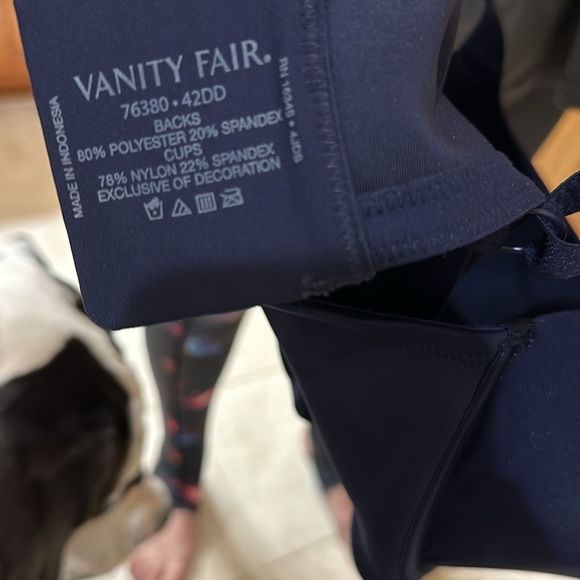 VANITY FAIR.
76380 • 42DD
BACKS
80% POLYESTER 20% SPANDEX
CUPS
78% NYLON 22% SPANDEX
EXCLUSIVE OF DECORATION
MADE IN INDONESIA